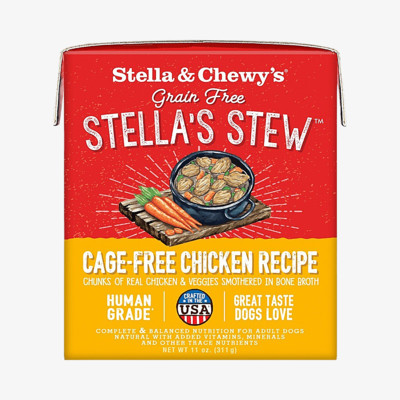 Stella & Chewy's®
Grain Free
STELLA'S STEW™
CAGE-FREE CHICKEN RECIPE
CHUNKS OF REAL CHICKEN & VEGGIES SMOTHERED IN BONE BROTH
HUMAN GRADE*
CRAFTED IN THE USA
GREAT TASTE DOGS LOVE
COMPLETE & BALANCED NUTRITION FOR ADULT DOGS
NATURAL WITH ADDED VITAMINS, MINERALS
AND OTHER TRACE NUTRIENTS
NET WT 11 oz. (311g)